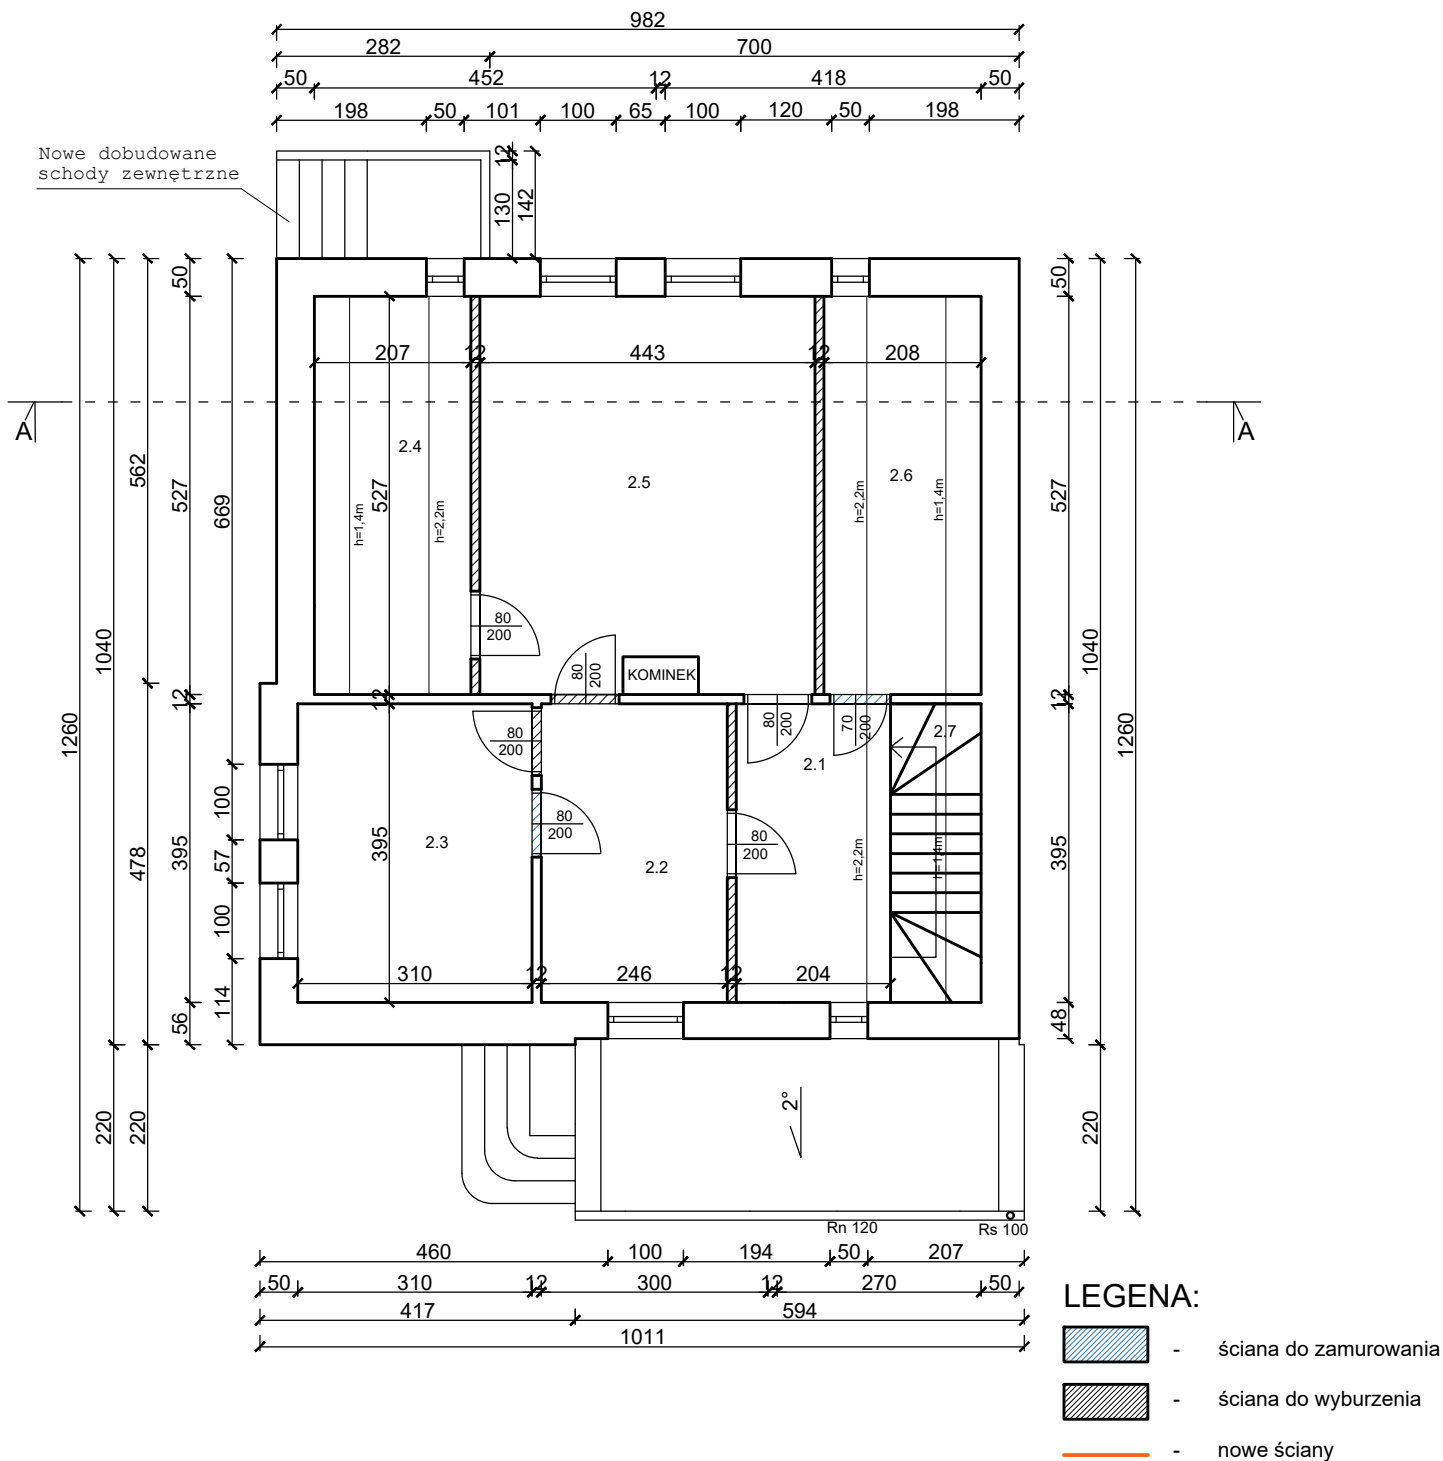 982
282 700
50 452 12 418 50
198 50 101 100 65 100 120 50 198
Nowe dobudowane
schody zewnętrzne
12
130
142
50
50
207 12 443 12 208
A A
2.4
2.5
2.6
562
527
669
527
h=1,4m
h=2,2m
h=2,2m
h=1,4m
527
1040
1040
1260
1260
80
200
80
200
KOMINEK
12
12
12
80
200
80
200
70
200
2.7
2.1
100
80
200
80
200
2.3
2.2
478
395
57
395
h=2,2m
h=1,4m
395
100
310 12 246 12 204
56
114
48
220
220
220
2°
Rn 120
Rs 100
460 100 194 50 207
50 310 12 300 12 270 50
417 594
1011
LEGENA:
- ściana do zamurowania
- ściana do wyburzenia
- nowe ściany